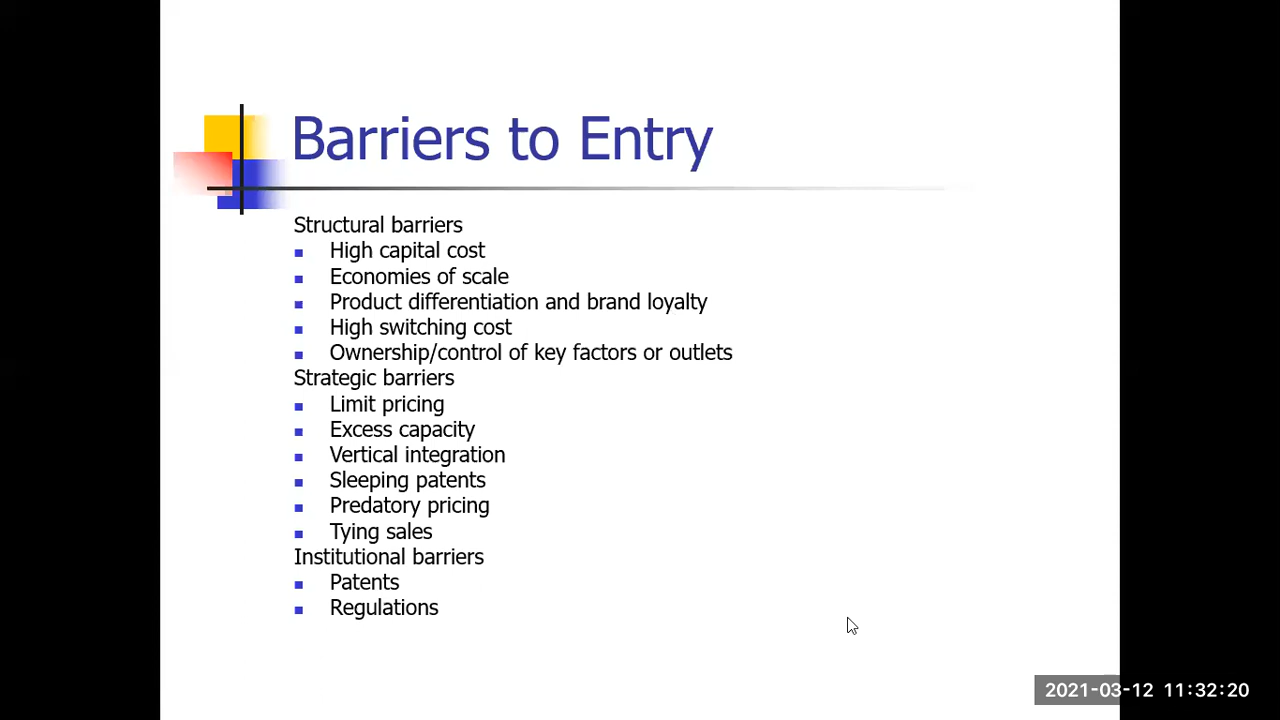 Barriers to Entry
Structural barriers
High capital cost
Economies of scale
Product differentiation and brand loyalty
High switching cost
Ownership/control of key factors or outlets
Strategic barriers
Limit pricing
Excess capacity
Vertical integration
Sleeping patents
Predatory pricing
Tying sales
Institutional barriers
Patents
Regulations
2021-03-12 11:32:20